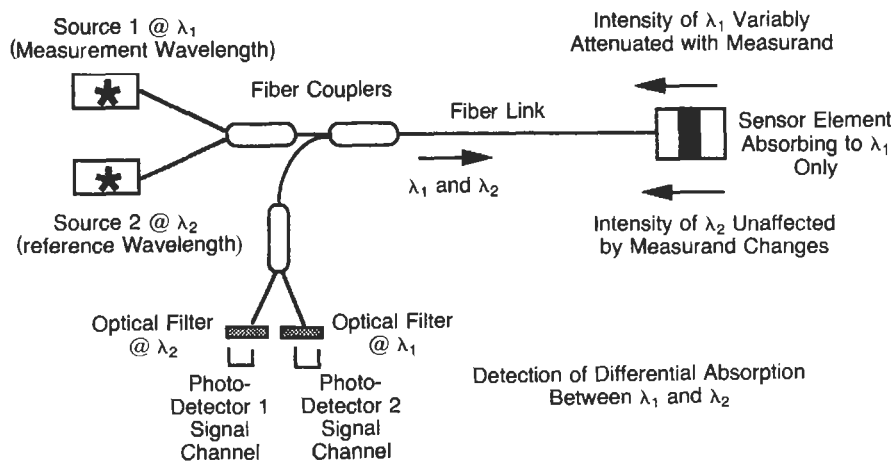 Source 1 @ λ1
(Measurement Wavelength)
Intensity of λ1 Variably
Attenuated with Measurand
Fiber Couplers
Fiber Link
Sensor Element
Absorbing to λ1
Only
λ1 and λ2
Source 2 @ λ2
(reference Wavelength)
Intensity of λ2 Unaffected
by Measurand Changes
Optical Filter
@ λ2
Optical Filter
@ λ1
Photo-
Detector 1
Signal
Channel
Photo-
Detector 2
Signal
Channel
Detection of Differential Absorption
Between λ1 and λ2